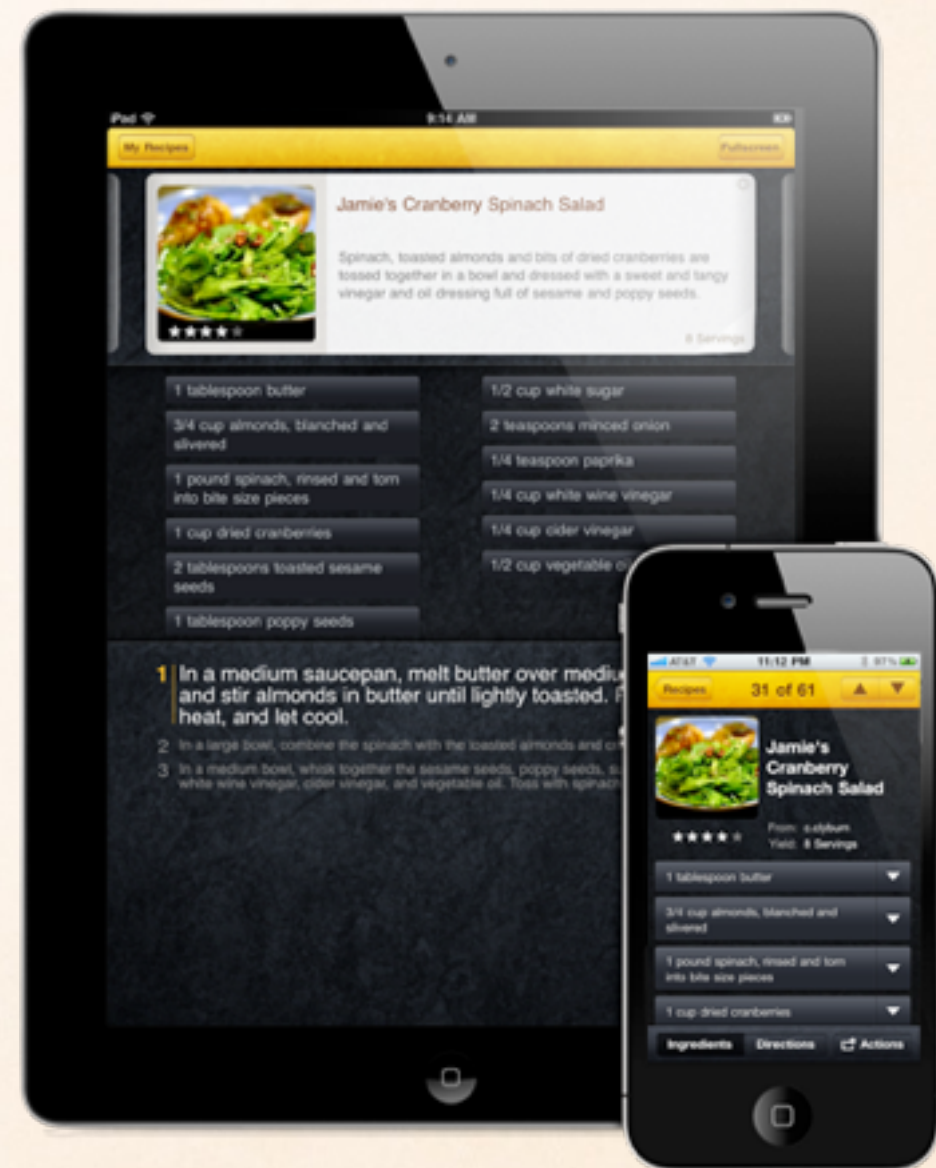 iPad
9:14 AM
My Recipes
Fullscreen
Jamie's Cranberry Spinach Salad
Spinach, toasted almonds and bits of dried cranberries are
tossed together in a bowl and dressed with a sweet and tangy
vinegar and oil dressing full of sesame and poppy seeds.
8 Servings
1 tablespoon butter
3/4 cup almonds, blanched and
slivered
1 pound spinach, rinsed and torn
into bite size pieces
1 cup dried cranberries
2 tablespoons toasted sesame
seeds
1 tablespoon poppy seeds
1/2 cup white sugar
2 teaspoons minced onion
1/4 teaspoon paprika
1/4 cup white wine vinegar
1/4 cup cider vinegar
1/2 cup vegetable
1 In a medium saucepan, melt butter over
and stir almonds in butter until lightly toasted.
heat, and let cool.
2 In a large bowl, combine the spinach with the toasted almonds and
3 In a medium bowl, whisk together the sesame seeds, poppy seeds,
white wine vinegar, cider vinegar, and vegetable oil. Toss with spinach
AT&T
11:12 PM
97%
Recipes
31 of 61
Jamie's
Cranberry
Spinach Salad
From:
Yield: 8 Servings
1 tablespoon butter
3/4 cup almonds, blanched and
slivered
1 pound spinach, rinsed and torn
into bite size pieces
1 cup dried cranberries
Ingredients
Directions
Actions